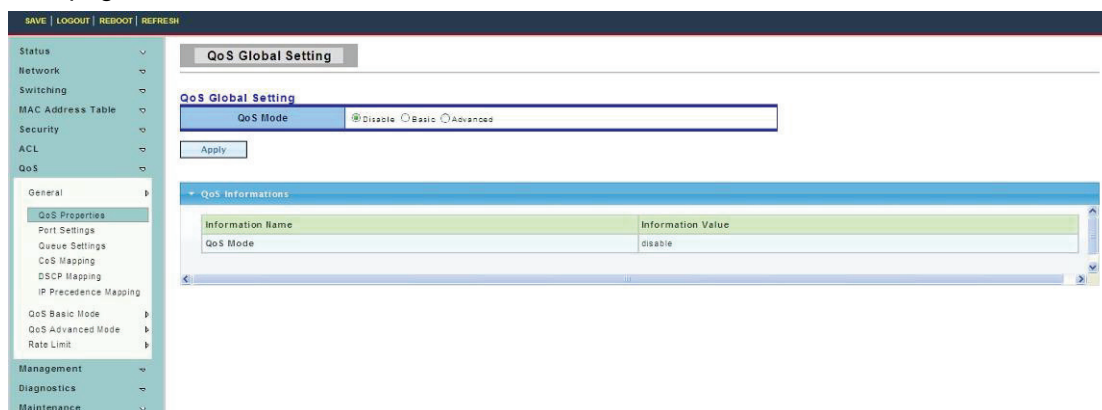 SAVE | LOGOUT | REBOOT | REFRESH
Status
Network
Switching
MAC Address Table
Security
ACL
QoS
General
QoS Properties
Port Settings
Queue Settings
CoS Mapping
DSCP Mapping
IP Precedence Mapping
QoS Basic Mode
QoS Advanced Mode
Rate Limit
Management
Diagnostics
Maintenance
QoS Global Setting
QoS Global Setting
QoS Mode Disable Basic Advanced
Apply
QoS Informations
Information Name Information Value
QoS Mode disable